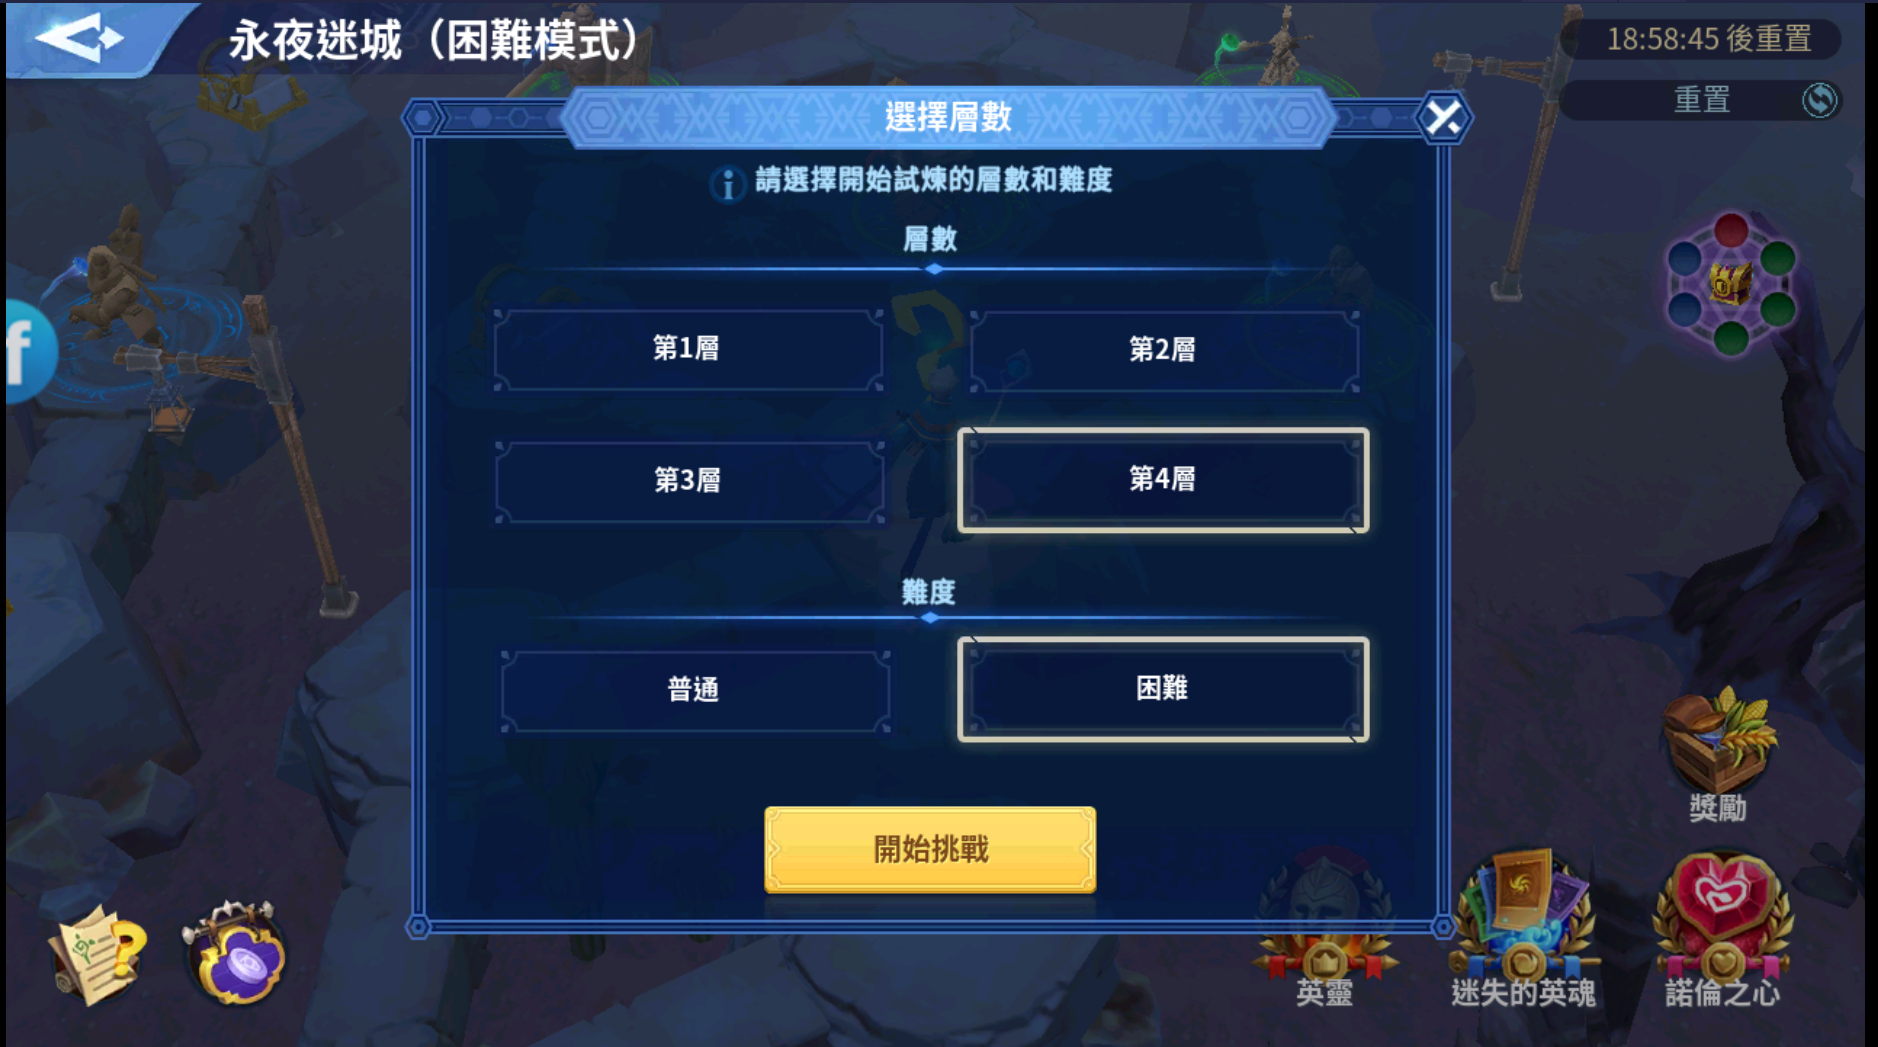 永夜迷城（困難模式）
18:58:45 後重置
重置
選擇層數
請選擇開始試煉的層數和難度
層數
第1層
第2層
第3層
第4層
難度
普通
困難
開始挑戰
獎勵
英靈
迷失的英魂
諾倫之心